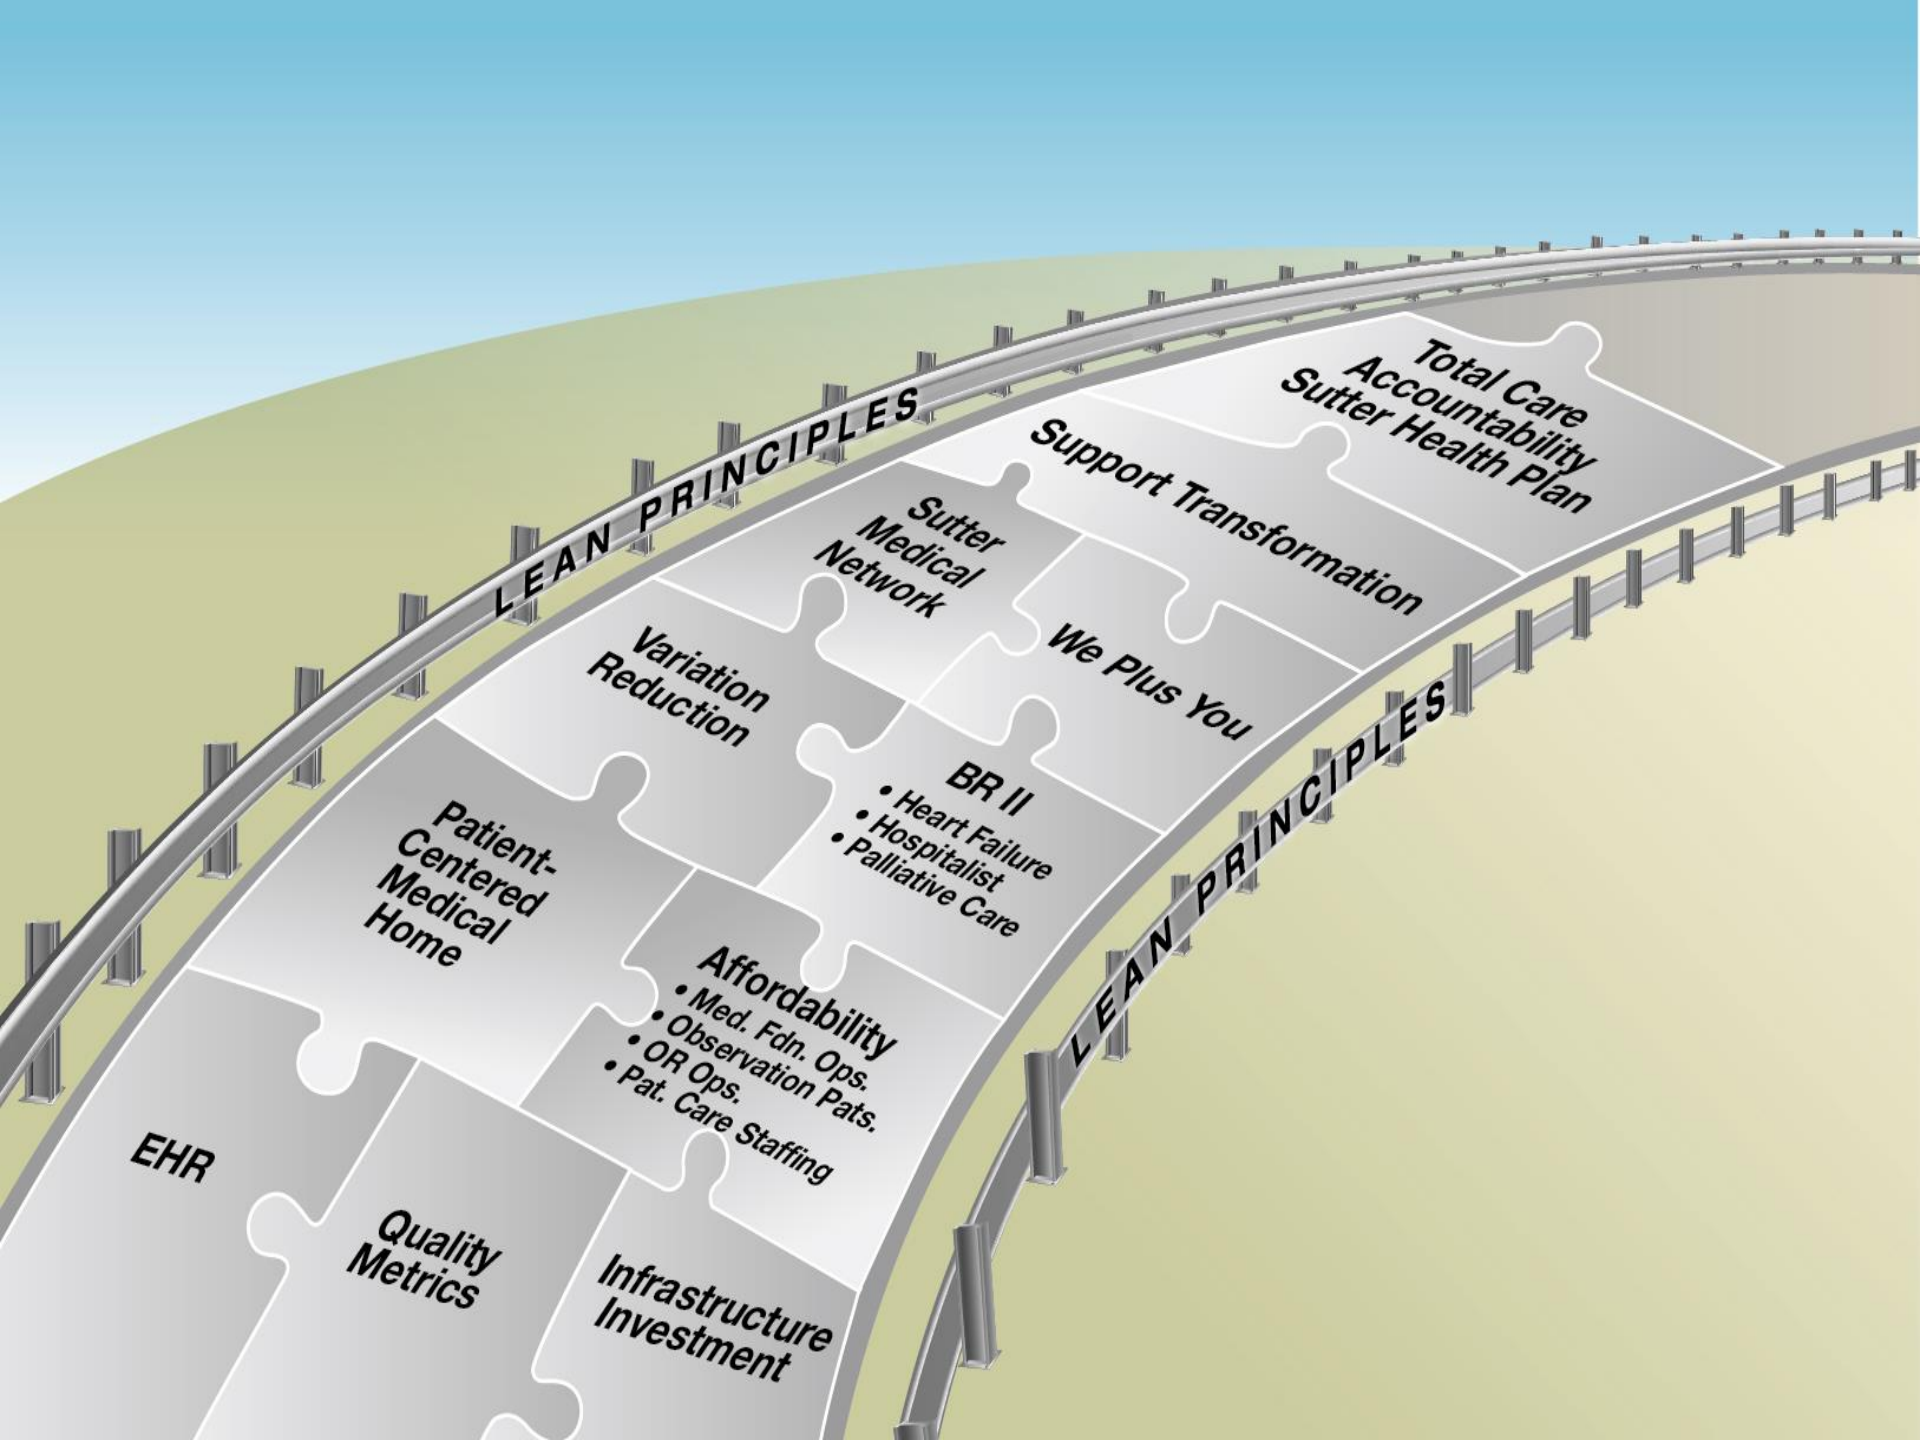 Total Care
Accountability
Sutter Health Plan
Support Transformation
LEAN PRINCIPLES
Sutter
Medical
Network
We Plus You
Variation
Reduction
BR II
• Heart Failure
• Hospitalist
• Palliative Care
LEAN PRINCIPLES
Patient-
Centered
Medical
Home
Affordability
• Med. Fdn. Ops.
• Observation Pats.
• OR Ops.
• Pat. Care Staffing
EHR
Quality
Metrics
Infrastructure
Investment